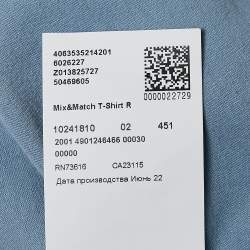 4063535214201
6026227
Z013825727
50469605
0000022729
Mix&Match T-Shirt R
10241810 02 451
2001 4901246466 00030
00000
RN73616 CA23115
Дата производства Июнь 22